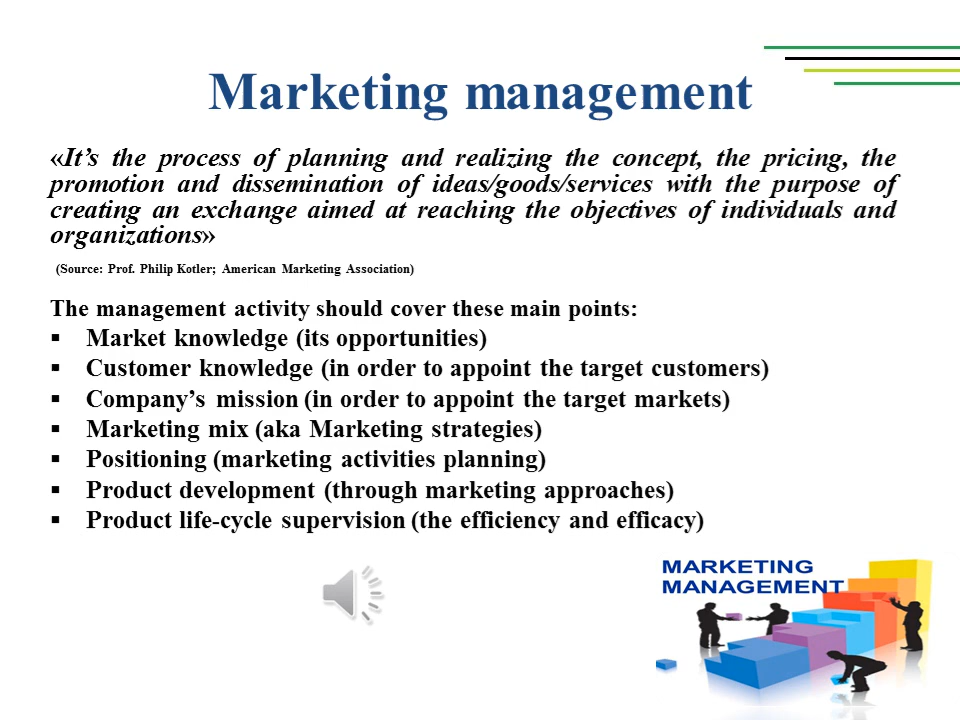 Marketing management
«It’s the process of planning and realizing the concept, the pricing, the
promotion and dissemination of ideas/goods/services with the purpose of
creating an exchange aimed at reaching the objectives of individuals and
organizations»
(Source: Prof. Philip Kotler; American Marketing Association)
The management activity should cover these main points:
▪ Market knowledge (its opportunities)
▪ Customer knowledge (in order to appoint the target customers)
▪ Company’s mission (in order to appoint the target markets)
▪ Marketing mix (aka Marketing strategies)
▪ Positioning (marketing activities planning)
▪ Product development (through marketing approaches)
▪ Product life-cycle supervision (the efficiency and efficacy)
MARKETING
MANAGEMENT